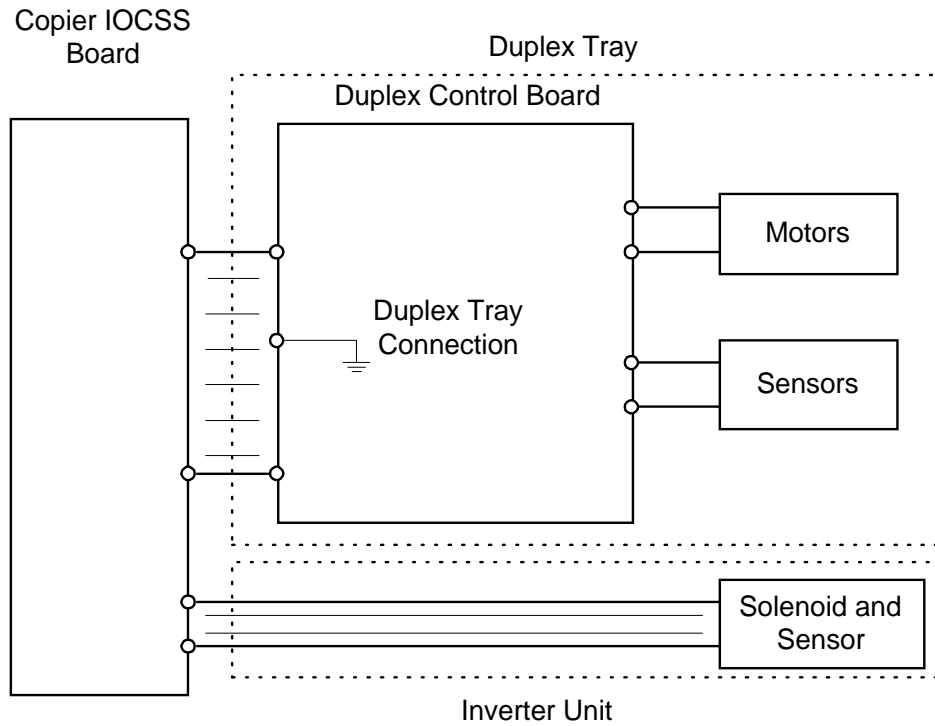 Copier IOCSS
Board
Duplex Tray
Duplex Control Board
Motors
Duplex Tray
Connection
Sensors
Solenoid and
Sensor
Inverter Unit